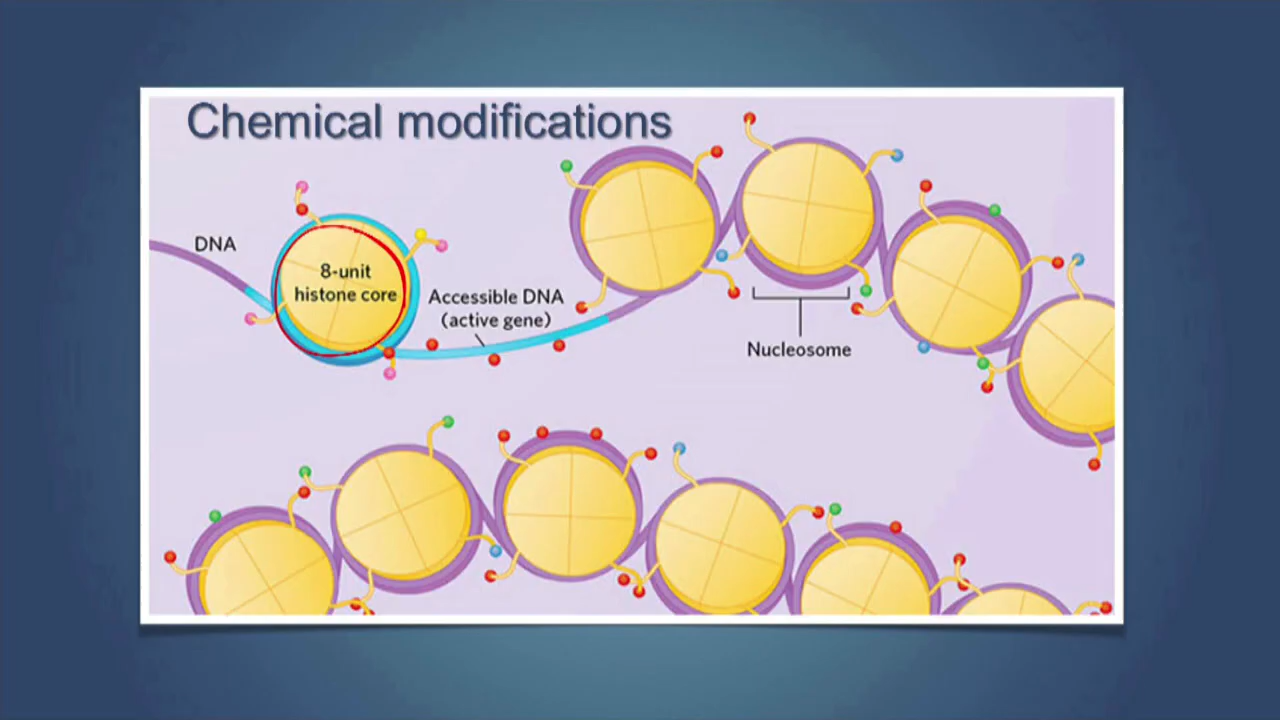 Chemical modifications
DNA
8-unit
histone core
Accessible DNA
(active gene)
Nucleosome